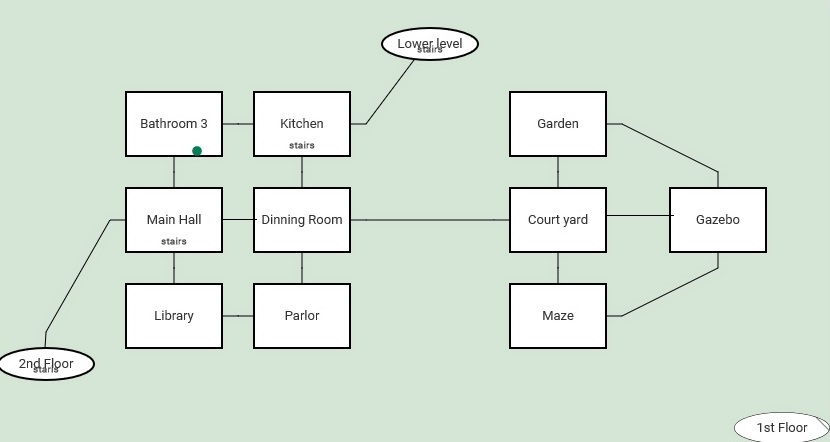 Lower level
stairs
Bathroom 3
Kitchen
stairs
Garden
Main Hall
stairs
Dinning Room
Court yard
Gazebo
Library
Parlor
Maze
2nd Floor
stairs
1st Floor